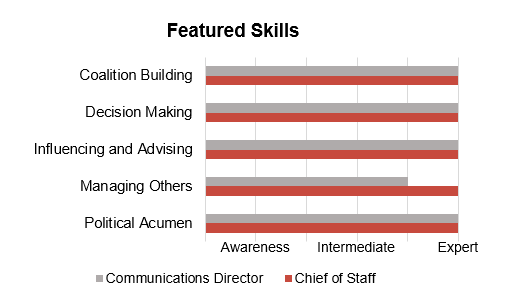 Featured Skills
Coalition Building
Decision Making
Influencing and Advising
Managing Others
Political Acumen
Awareness Intermediate Expert
Communications Director Chief of Staff